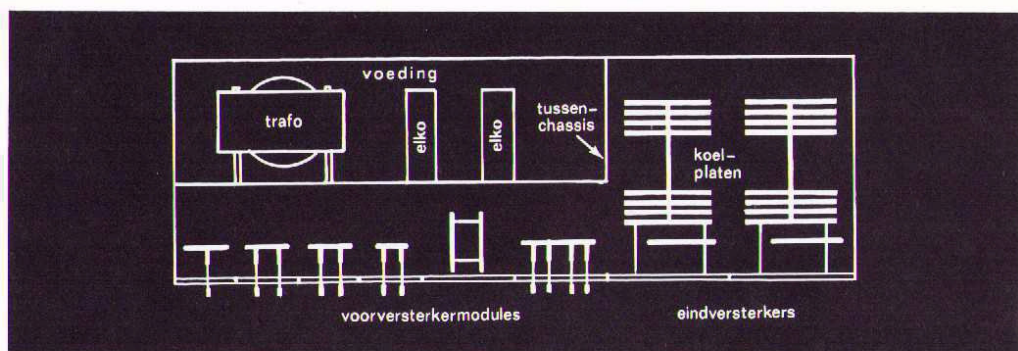 voeding
trafo
elko
elko
tussen-
chassis
koel-
platen
voorversterkermodules
eindversterkers